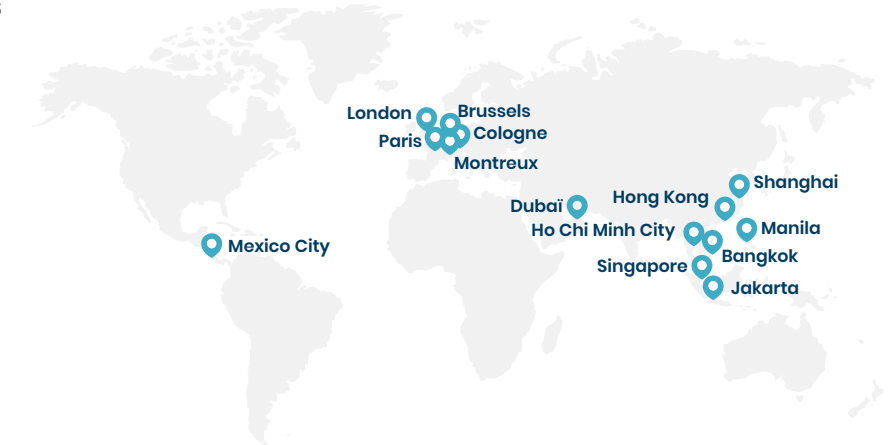 London
Brussels
Paris
Cologne
Montreux
Shanghai
Hong Kong
Dubaï
Ho Chi Minh City
Manila
Mexico City
Bangkok
Singapore
Jakarta